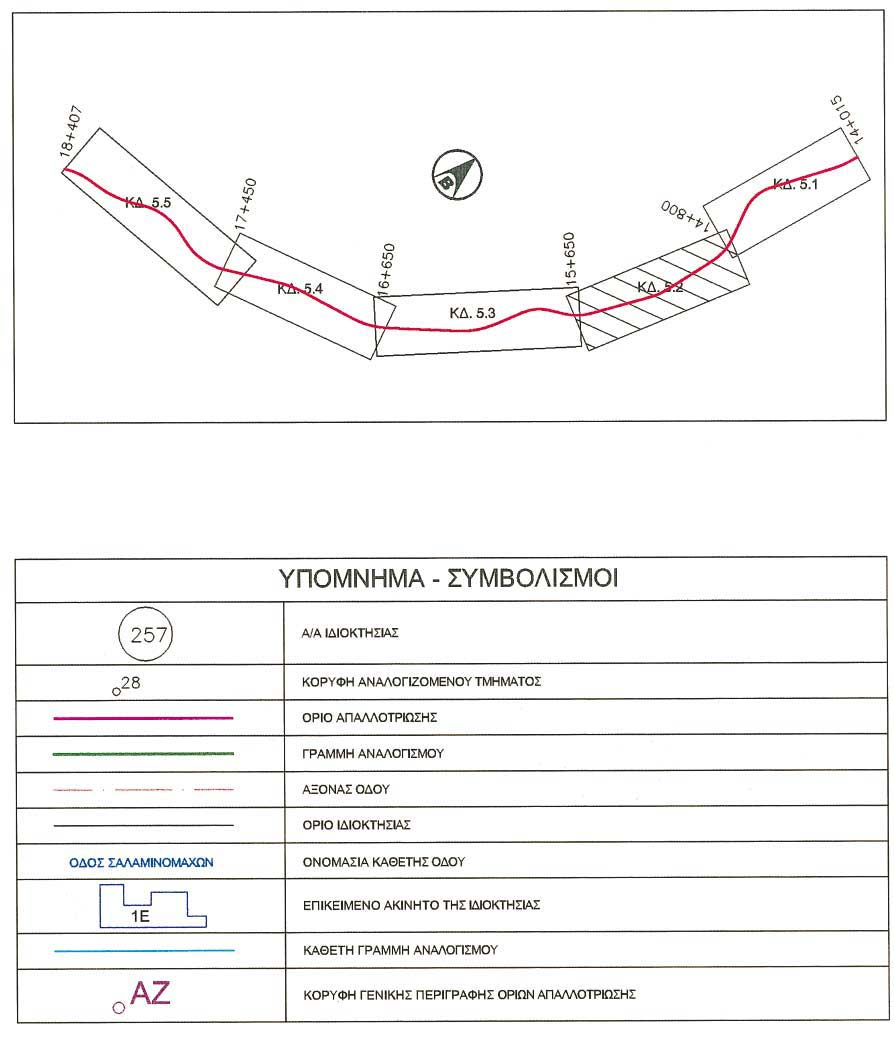 18+407
ΚΔ. 5.5
17+450
ΚΔ. 5.4
16+650
Β
ΚΔ. 5.3
15+650
ΚΔ. 5.2
14+800
ΚΔ. 5.1
14+015
ΥΠΟΜΝΗΜΑ - ΣΥΜΒΟΛΙΣΜΟΙ
257 Α/Α ΙΔΙΟΚΤΗΣΙΑΣ
28 ΚΟΡΥΦΗ ΑΝΑΛΟΓΙΖΟΜΕΝΟΥ ΤΜΗΜΑΤΟΣ
ΟΡΙΟ ΑΠΑΛΛΟΤΡΙΩΣΗΣ
ΓΡΑΜΜΗ ΑΝΑΛΟΓΙΣΜΟΥ
ΑΞΟΝΑΣ ΟΔΟΥ
ΟΡΙΟ ΙΔΙΟΚΤΗΣΙΑΣ
ΟΔΟΣ ΣΑΛΑΜΙΝΟΜΑΧΩΝ ΟΝΟΜΑΣΙΑ ΚΑΘΕΤΗΣ ΟΔΟΥ
1Ε ΕΠΙΚΕΙΜΕΝΟ ΑΚΙΝΗΤΟ ΤΗΣ ΙΔΙΟΚΤΗΣΙΑΣ
ΚΑΘΕΤΗ ΓΡΑΜΜΗ ΑΝΑΛΟΓΙΣΜΟΥ
ΑΖ ΚΟΡΥΦΗ ΓΕΝΙΚΗΣ ΠΕΡΙΓΡΑΦΗΣ ΟΡΙΩΝ ΑΠΑΛΛΟΤΡΙΩΣΗΣ